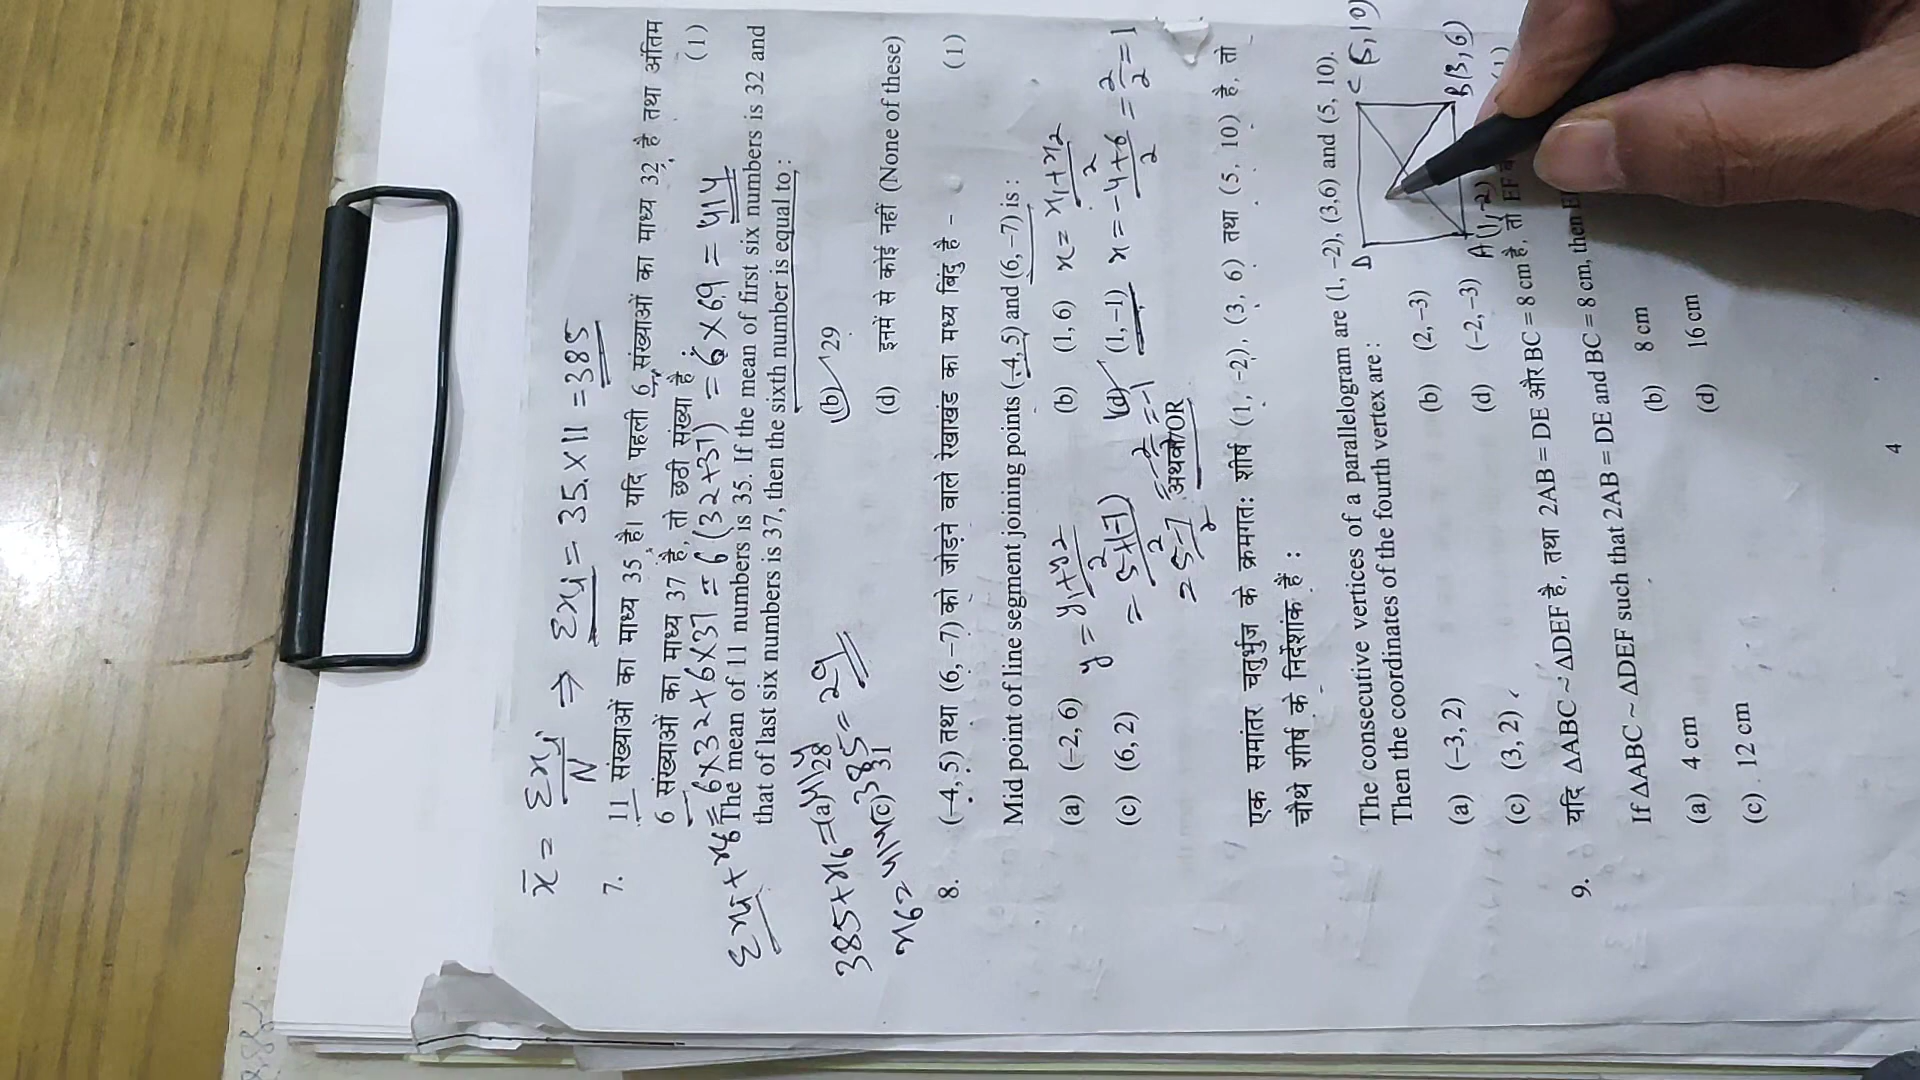 x̄ = Σxi/N ⇒ Σxi = 35×11 = 385
7. 11 संख्याओं का माध्य 35 है। यदि पहली 6 संख्याओं का माध्य 32 है तथा अंतिम
6 संख्याओं का माध्य 37 है, तो छठी संख्या है : (1)
Σxi + x6 = 6×32+6×37 = 6(32+37) = 6×69 = 414
The mean of 11 numbers is 35. If the mean of first six numbers is 32 and
that of last six numbers is 37, then the sixth number is equal to :
385+x6 = 414
(a) 28 (b) 29
x6 = 414 - 385 = 29
(c) 31 (d) इनमें से कोई नहीं (None of these)
8. (–4, 5) तथा (6, –7) को जोड़ने वाले रेखाखंड का मध्य बिंदु है - (1)
Mid point of line segment joining points (–4, 5) and (6, –7) is :
(a) (–2, 6) y = y1+y2/2 (b) (1, 6) x = x1+x2/2
(c) (6, 2) = 5+(-7)/2 (d) (1, –1) x = -4+6/2 = 2/2 = 1
= 5-7/2 = -2/2 = -1
अथवा/OR
एक समांतर चतुर्भुज के क्रमगत: शीर्ष (1, -2), (3, 6) तथा (5, 10) है, तो
चौथे शीर्ष के निर्देशांक हैं :
The consecutive vertices of a parallelogram are (1, –2), (3,6) and (5, 10).
Then the coordinates of the fourth vertex are :
D C (5,10)
A(1,-2) B(3,6)
(a) (–3, 2) (b) (2, –3)
(c) (3, 2) (d) (–2, –3)
(1)
9. यदि ΔABC ~ ΔDEF है, तथा 2AB = DE और BC = 8 cm है, तो EF
If ΔABC ~ ΔDEF such that 2AB = DE and BC = 8 cm, then
(a) 4 cm (b) 8 cm
(c) 12 cm (d) 16 cm
4